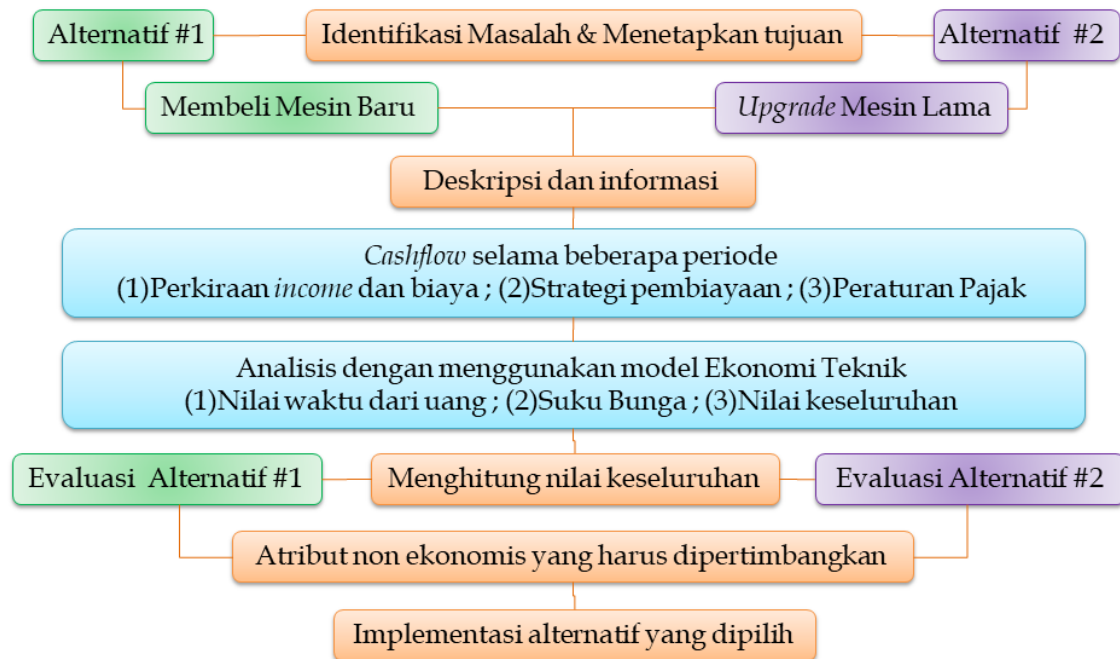 Alternatif #1
Identifikasi Masalah & Menetapkan tujuan
Alternatif #2
Membeli Mesin Baru
Upgrade Mesin Lama
Deskripsi dan informasi
Cashflow selama beberapa periode
(1)Perkiraan income dan biaya ; (2)Strategi pembiayaan ; (3)Peraturan Pajak
Analisis dengan menggunakan model Ekonomi Teknik
(1)Nilai waktu dari uang ; (2)Suku Bunga ; (3)Nilai keseluruhan
Evaluasi Alternatif #1
Menghitung nilai keseluruhan
Evaluasi Alternatif #2
Atribut non ekonomis yang harus dipertimbangkan
Implementasi alternatif yang dipilih